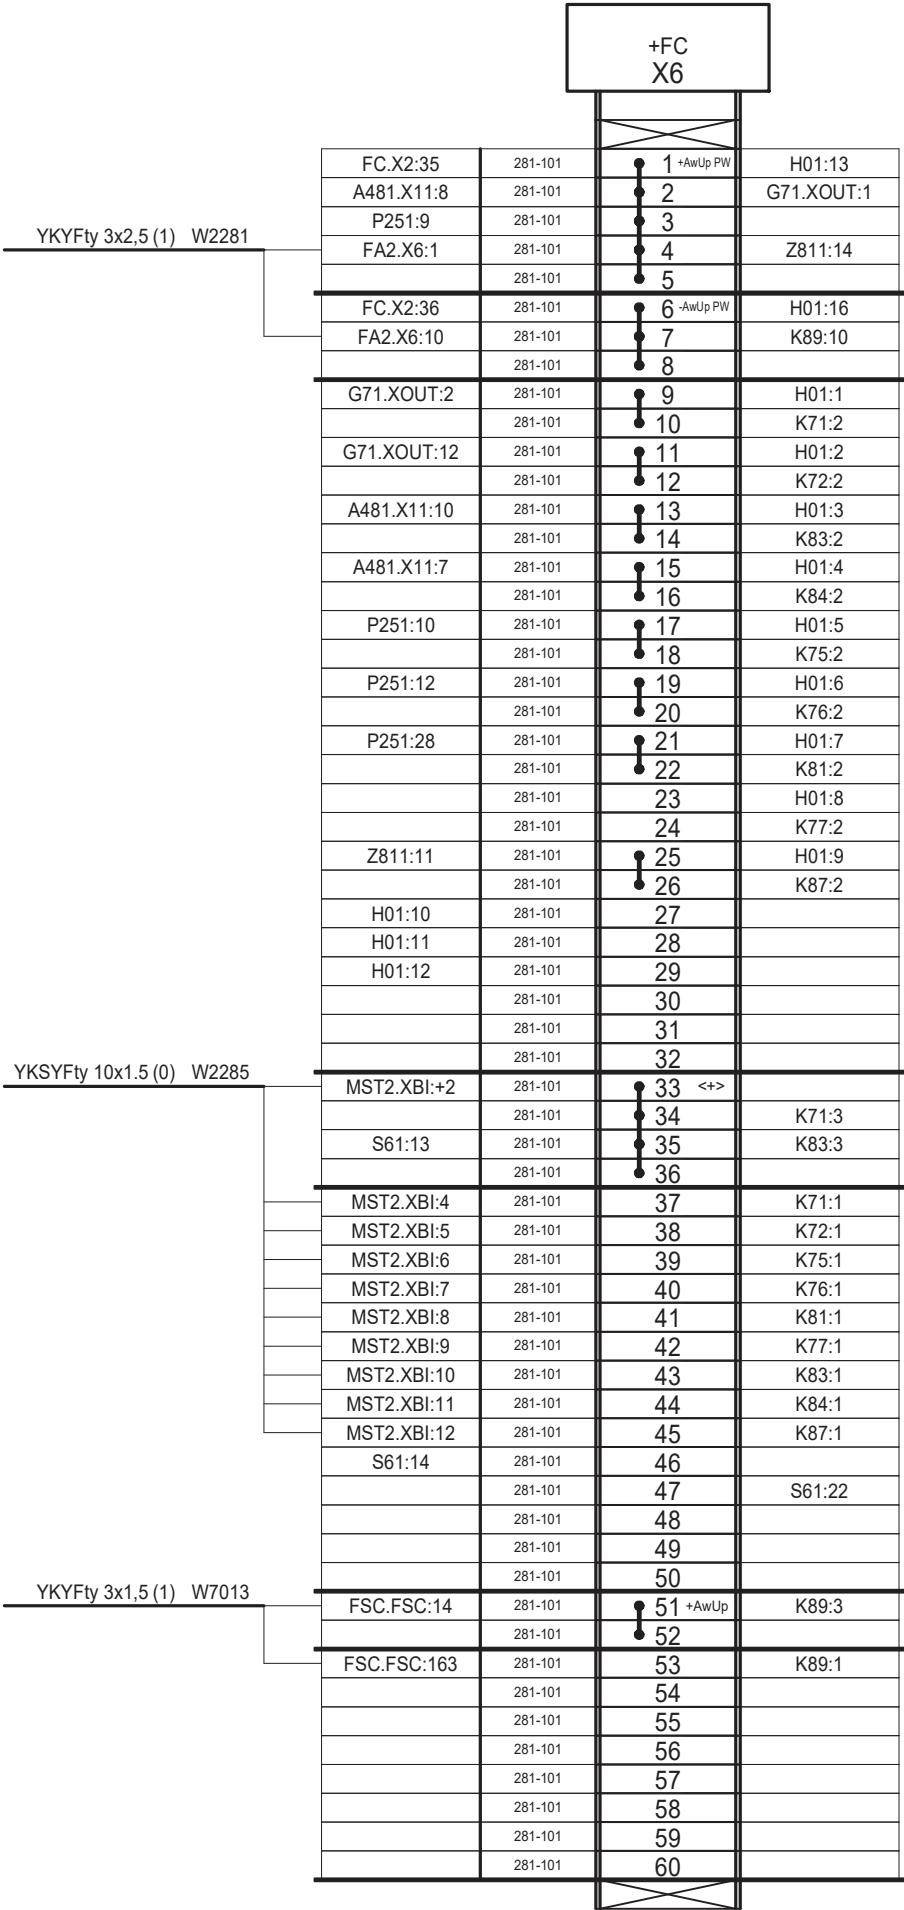 +FC
X6
FC.X2:35 281-101 1 +AwUp PW H01:13
A481.X11:8 281-101 2 G71.XOUT:1
P251:9 281-101 3
YKYFty 3x2,5 (1) W2281
FA2.X6:1 281-101 4 Z811:14
281-101 5
FC.X2:36 281-101 6 -AwUp PW H01:16
FA2.X6:10 281-101 7 K89:10
281-101 8
G71.XOUT:2 281-101 9 H01:1
281-101 10 K71:2
G71.XOUT:12 281-101 11 H01:2
281-101 12 K72:2
A481.X11:10 281-101 13 H01:3
281-101 14 K83:2
A481.X11:7 281-101 15 H01:4
281-101 16 K84:2
P251:10 281-101 17 H01:5
281-101 18 K75:2
P251:12 281-101 19 H01:6
281-101 20 K76:2
P251:28 281-101 21 H01:7
281-101 22 K81:2
281-101 23 H01:8
281-101 24 K77:2
Z811:11 281-101 25 H01:9
281-101 26 K87:2
H01:10 281-101 27
H01:11 281-101 28
H01:12 281-101 29
281-101 30
281-101 31
281-101 32
YKSYFty 10x1.5 (0) W2285
MST2.XBI:+2 281-101 33 <+>
281-101 34 K71:3
S61:13 281-101 35 K83:3
281-101 36
MST2.XBI:4 281-101 37 K71:1
MST2.XBI:5 281-101 38 K72:1
MST2.XBI:6 281-101 39 K75:1
MST2.XBI:7 281-101 40 K76:1
MST2.XBI:8 281-101 41 K81:1
MST2.XBI:9 281-101 42 K77:1
MST2.XBI:10 281-101 43 K83:1
MST2.XBI:11 281-101 44 K84:1
MST2.XBI:12 281-101 45 K87:1
S61:14 281-101 46
281-101 47 S61:22
281-101 48
281-101 49
281-101 50
YKYFty 3x1,5 (1) W7013
FSC.FSC:14 281-101 51 +AwUp K89:3
281-101 52
FSC.FSC:163 281-101 53 K89:1
281-101 54
281-101 55
281-101 56
281-101 57
281-101 58
281-101 59
281-101 60